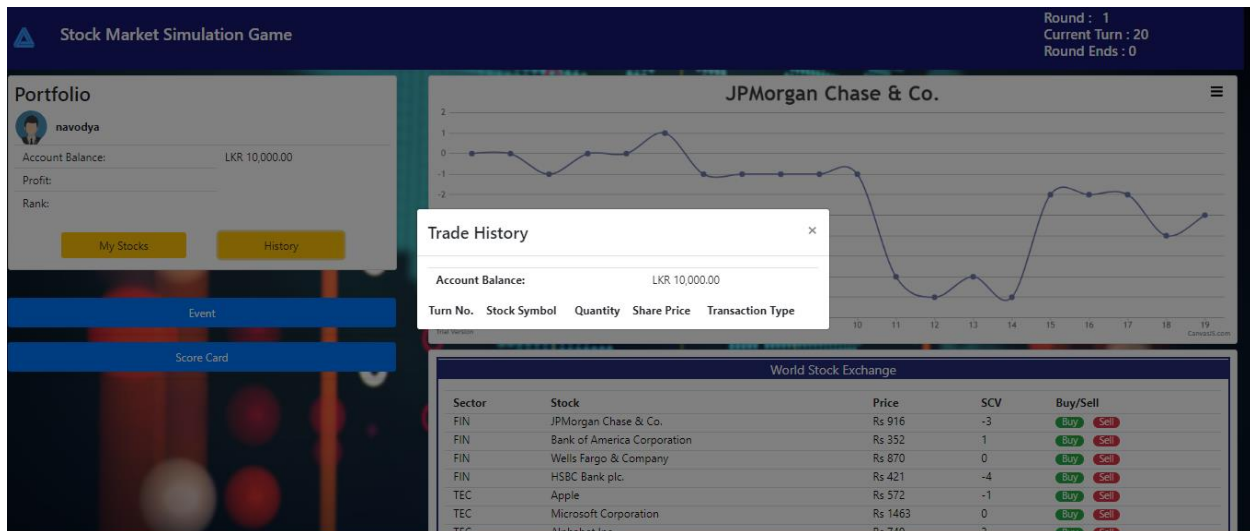 Stock Market Simulation Game
Round : 1
Current Turn : 20
Round Ends : 0
Portfolio
navodya
Account Balance: LKR 10,000.00
Profit:
Rank:
My Stocks History
Event
Score Card
JPMorgan Chase & Co.
2
1
0
-1
-2
10 11 12 13 14 15 16 17 18 19
Trial Version
CanvasJS.com
Trade History ×
Account Balance: LKR 10,000.00
Turn No. Stock Symbol Quantity Share Price Transaction Type
World Stock Exchange
Sector Stock Price SCV Buy/Sell
FIN JPMorgan Chase & Co. Rs 916 -3 Buy Sell
FIN Bank of America Corporation Rs 352 1 Buy Sell
FIN Wells Fargo & Company Rs 870 0 Buy Sell
FIN HSBC Bank plc. Rs 421 -4 Buy Sell
TEC Apple Rs 572 -1 Buy Sell
TEC Microsoft Corporation Rs 1463 0 Buy Sell